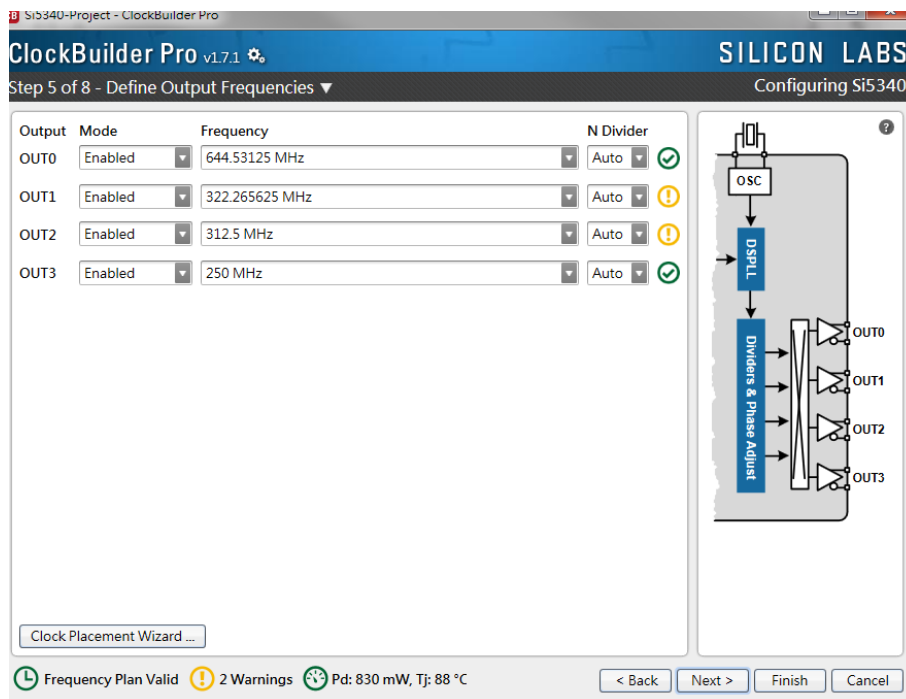 Si5340-Project - ClockBuilder Pro
ClockBuilder Pro v1.7.1
SILICON LABS
Step 5 of 8 - Define Output Frequencies ▼
Configuring Si5340
Output Mode Frequency N Divider
OUT0 Enabled 644.53125 MHz Auto
OUT1 Enabled 322.265625 MHz Auto
OUT2 Enabled 312.5 MHz Auto
OUT3 Enabled 250 MHz Auto
?
OSC
DSPLL
Dividers & Phase Adjust
OUT0
OUT1
OUT2
OUT3
Clock Placement Wizard ...
Frequency Plan Valid 2 Warnings Pd: 830 mW, Tj: 88 °C
< Back Next > Finish Cancel